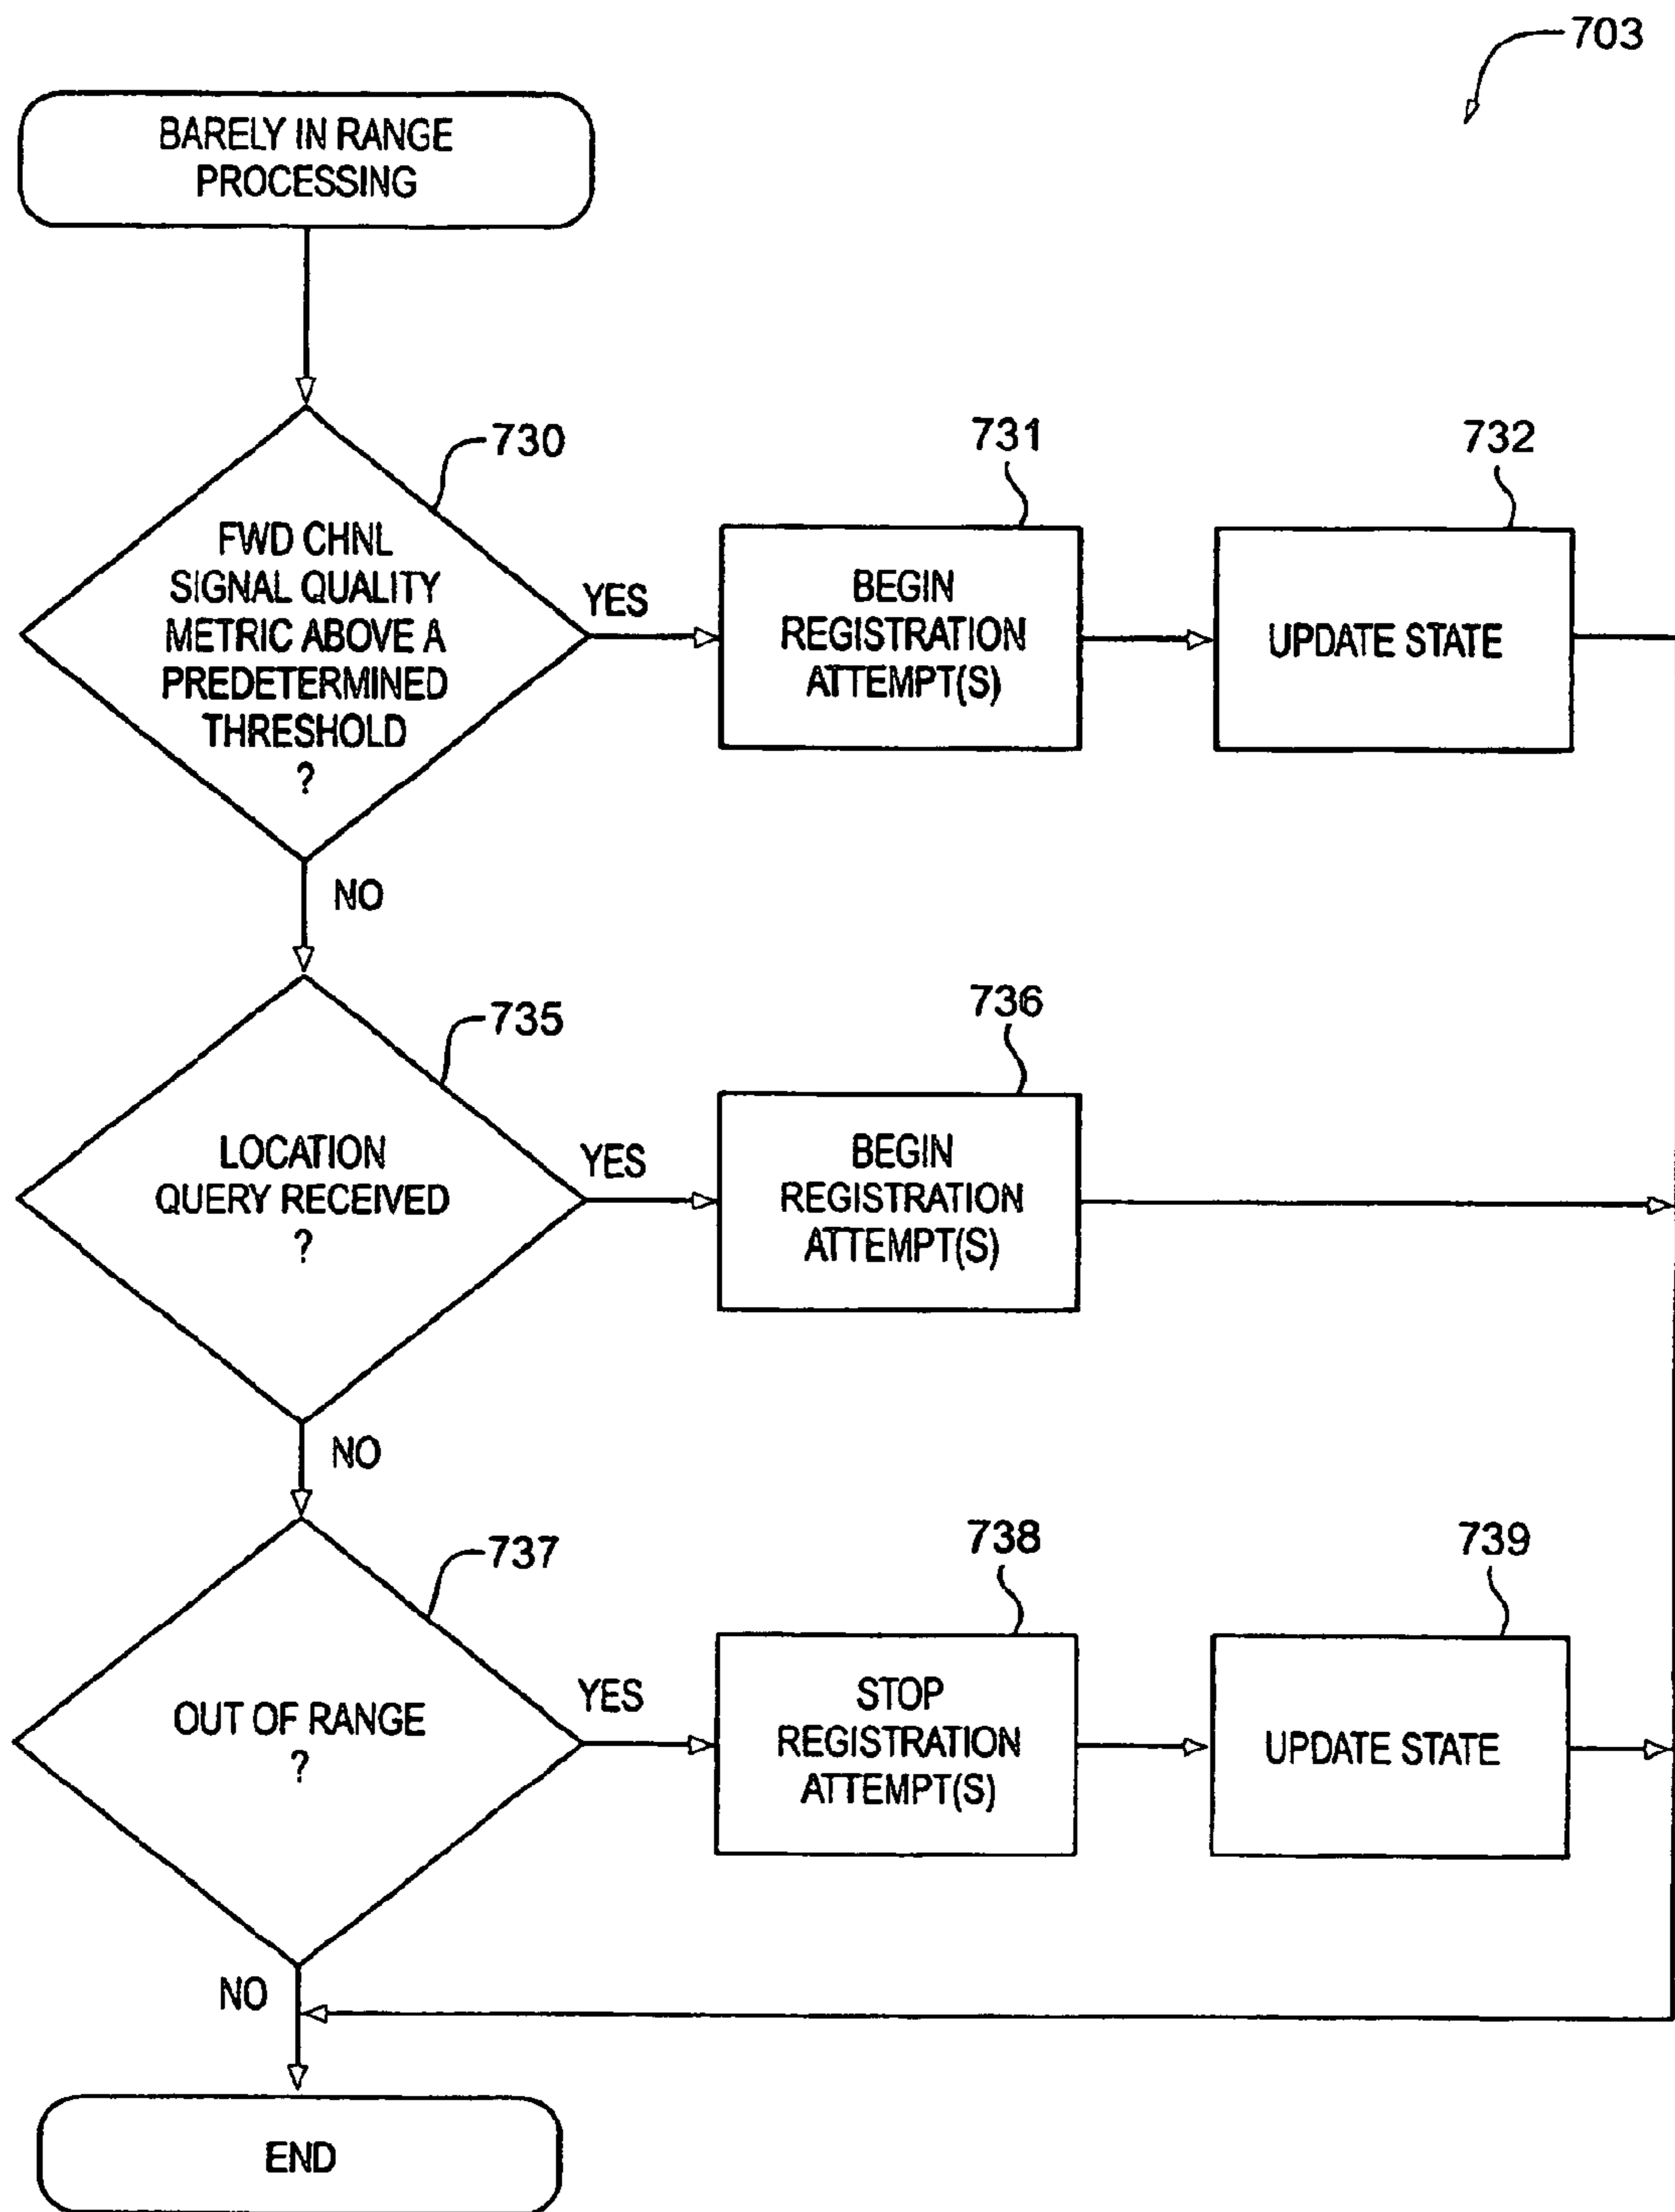 703
BARELY IN RANGE
PROCESSING
730
FWD CHNL
SIGNAL QUALITY
METRIC ABOVE A
PREDETERMINED
THRESHOLD
?
YES
731
BEGIN
REGISTRATION
ATTEMPT(S)
732
UPDATE STATE
NO
735
LOCATION
QUERY RECEIVED
?
YES
736
BEGIN
REGISTRATION
ATTEMPT(S)
NO
737
OUT OF RANGE
?
YES
738
STOP
REGISTRATION
ATTEMPT(S)
739
UPDATE STATE
NO
END